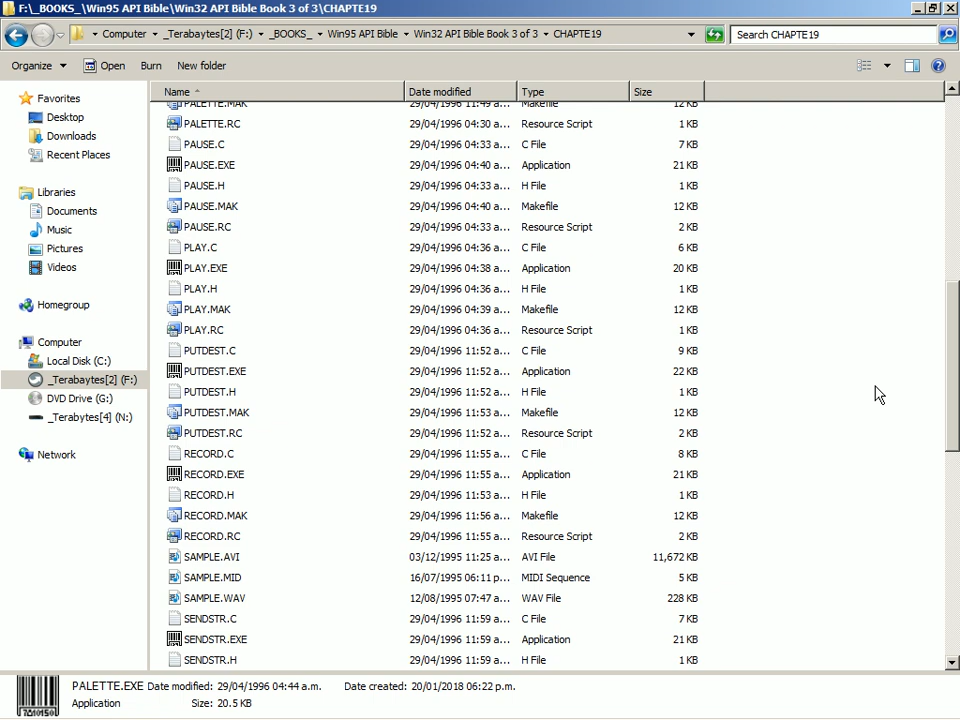 F:\_BOOKS_\Win95 API Bible\Win32 API Bible Book 3 of 3\CHAPTE19
Computer _Terabaytes[2] (F:) _BOOKS_ Win95 API Bible Win32 API Bible Book 3 of 3 CHAPTE19 Search CHAPTE19
Organize Open Burn New folder
Name Date modified Type Size
PALETTE.MAK 29/04/1996 11:49 a... Makefile 12 KB
PALETTE.RC 29/04/1996 04:30 a... Resource Script 1 KB
PAUSE.C 29/04/1996 04:33 a... C File 7 KB
PAUSE.EXE 29/04/1996 04:40 a... Application 21 KB
PAUSE.H 29/04/1996 04:33 a... H File 1 KB
PAUSE.MAK 29/04/1996 04:40 a... Makefile 12 KB
PAUSE.RC 29/04/1996 04:33 a... Resource Script 2 KB
PLAY.C 29/04/1996 04:36 a... C File 6 KB
PLAY.EXE 29/04/1996 04:38 a... Application 20 KB
PLAY.H 29/04/1996 04:36 a... H File 1 KB
PLAY.MAK 29/04/1996 04:39 a... Makefile 12 KB
PLAY.RC 29/04/1996 04:36 a... Resource Script 1 KB
PUTDEST.C 29/04/1996 11:52 a... C File 9 KB
PUTDEST.EXE 29/04/1996 11:52 a... Application 22 KB
PUTDEST.H 29/04/1996 11:52 a... H File 1 KB
PUTDEST.MAK 29/04/1996 11:53 a... Makefile 12 KB
PUTDEST.RC 29/04/1996 11:52 a... Resource Script 2 KB
RECORD.C 29/04/1996 11:55 a... C File 8 KB
RECORD.EXE 29/04/1996 11:55 a... Application 21 KB
RECORD.H 29/04/1996 11:53 a... H File 1 KB
RECORD.MAK 29/04/1996 11:56 a... Makefile 12 KB
RECORD.RC 29/04/1996 11:55 a... Resource Script 2 KB
SAMPLE.AVI 03/12/1995 11:25 a... AVI File 11,672 KB
SAMPLE.MID 16/07/1995 06:11 p... MIDI Sequence 5 KB
SAMPLE.WAV 12/08/1995 07:47 a... WAV File 228 KB
SENDSTR.C 29/04/1996 11:59 a... C File 7 KB
SENDSTR.EXE 29/04/1996 11:59 a... Application 21 KB
SENDSTR.H 29/04/1996 11:59 a... H File 1 KB
Favorites
Desktop
Downloads
Recent Places
Libraries
Documents
Music
Pictures
Videos
Homegroup
Computer
Local Disk (C:)
_Terabaytes[2] (F:)
DVD Drive (G:)
_Terabytes[4] (N:)
Network
PALETTE.EXE Date modified: 29/04/1996 04:44 a.m. Date created: 20/01/2018 06:22 p.m.
Application Size: 20.5 KB